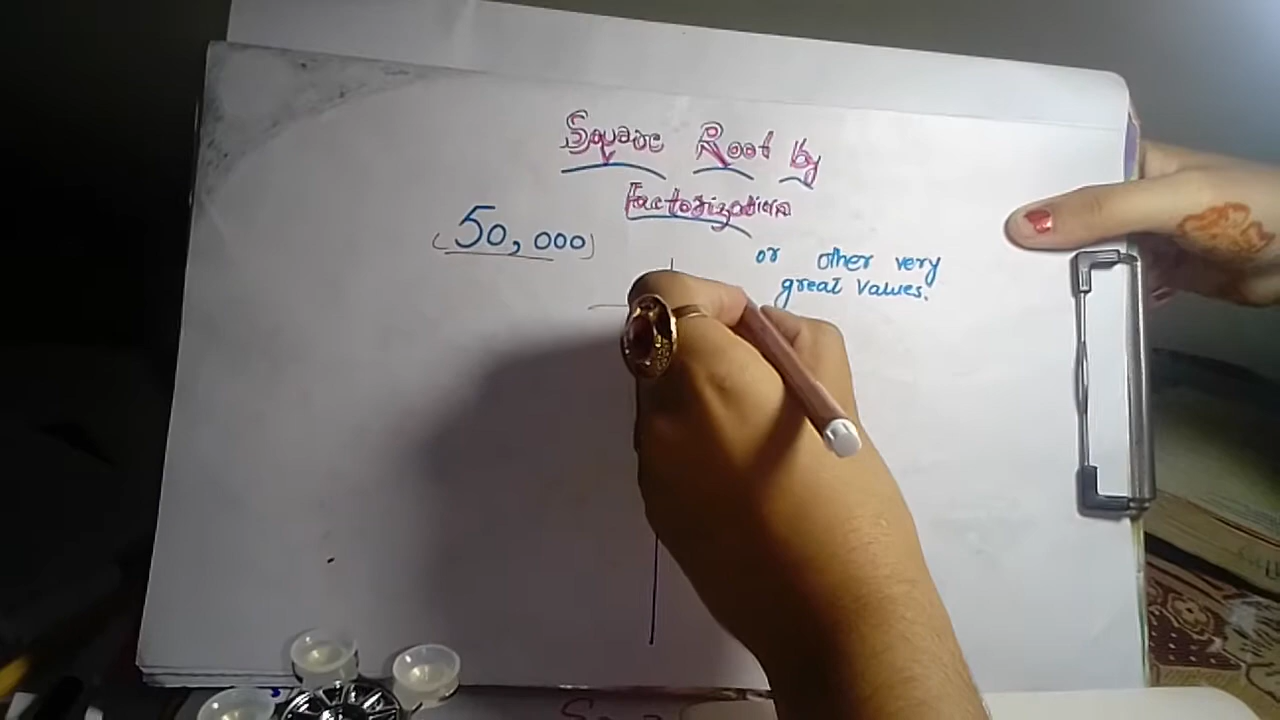 Square Root by
Factorization
(50,000)
or other very
great values.